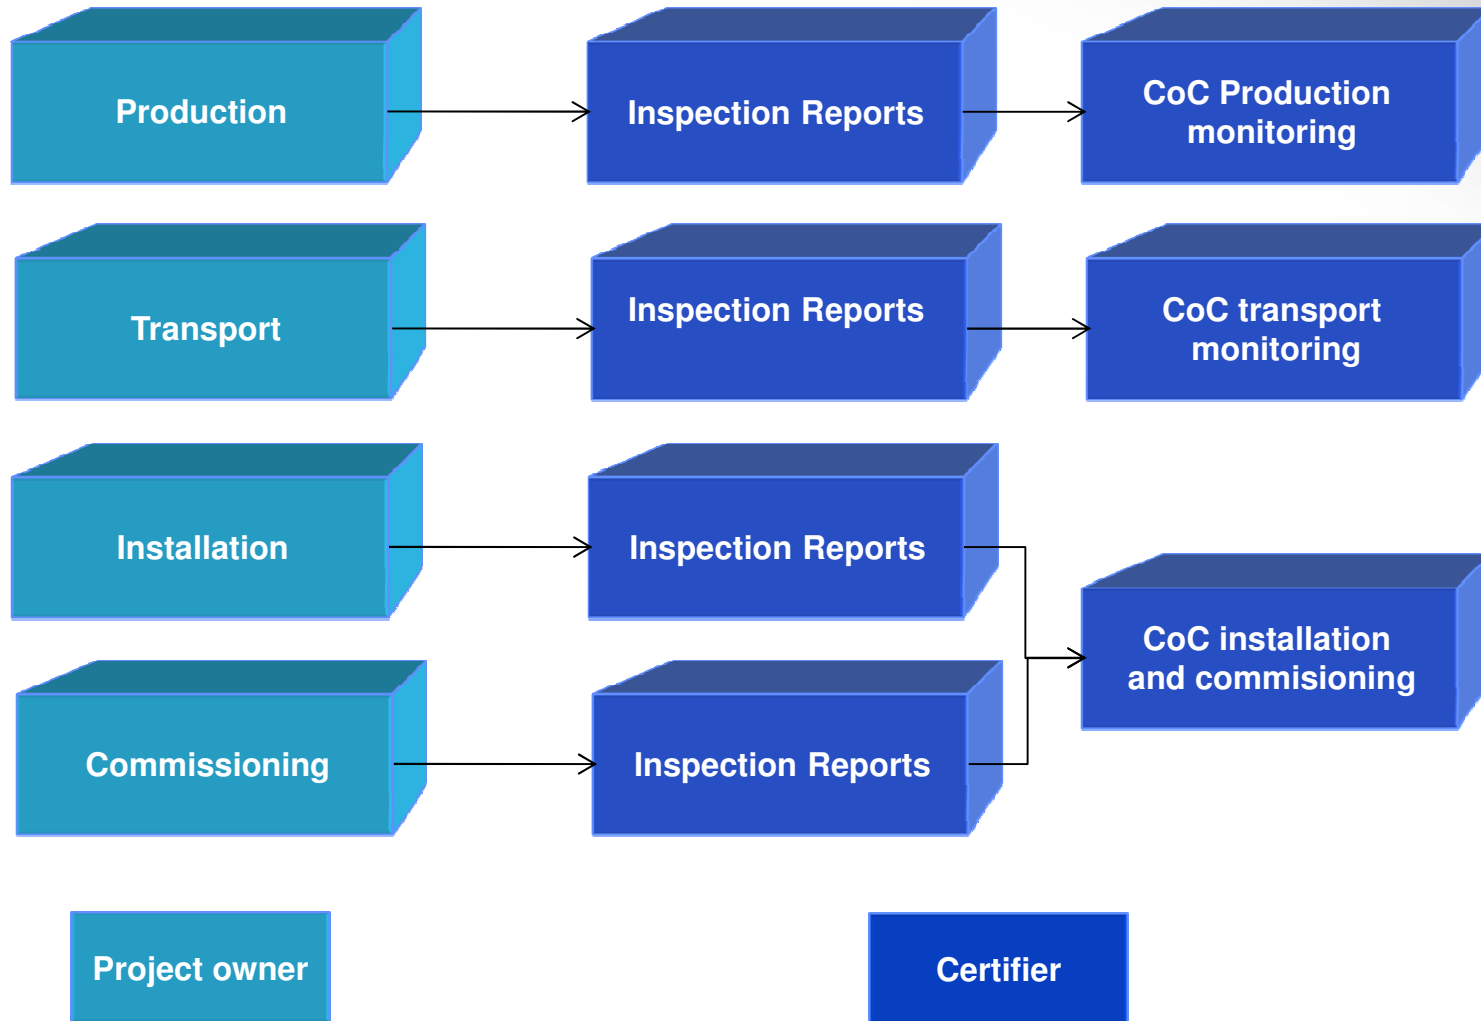 Production
Inspection Reports
CoC Production
monitoring
Transport
Inspection Reports
CoC transport
monitoring
Installation
Inspection Reports
CoC installation
and commisioning
Commissioning
Inspection Reports
Project owner
Certifier